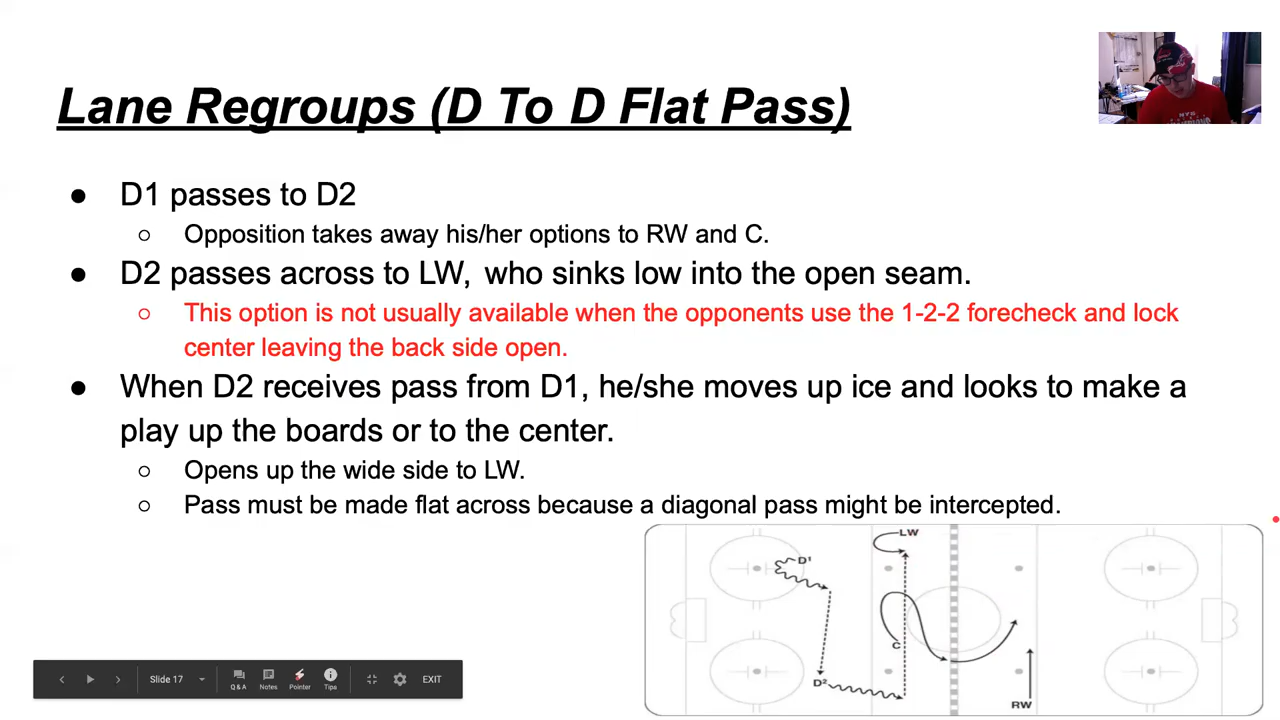 Lane Regroups (D To D Flat Pass)
● D1 passes to D2
○ Opposition takes away his/her options to RW and C.
● D2 passes across to LW, who sinks low into the open seam.
○ This option is not usually available when the opponents use the 1-2-2 forecheck and lock
center leaving the back side open.
● When D2 receives pass from D1, he/she moves up ice and looks to make a
play up the boards or to the center.
○ Opens up the wide side to LW.
○ Pass must be made flat across because a diagonal pass might be intercepted.
LW
D¹
C
D²
RW
Slide 17
Q & A
Notes
Pointer
Tips
EXIT